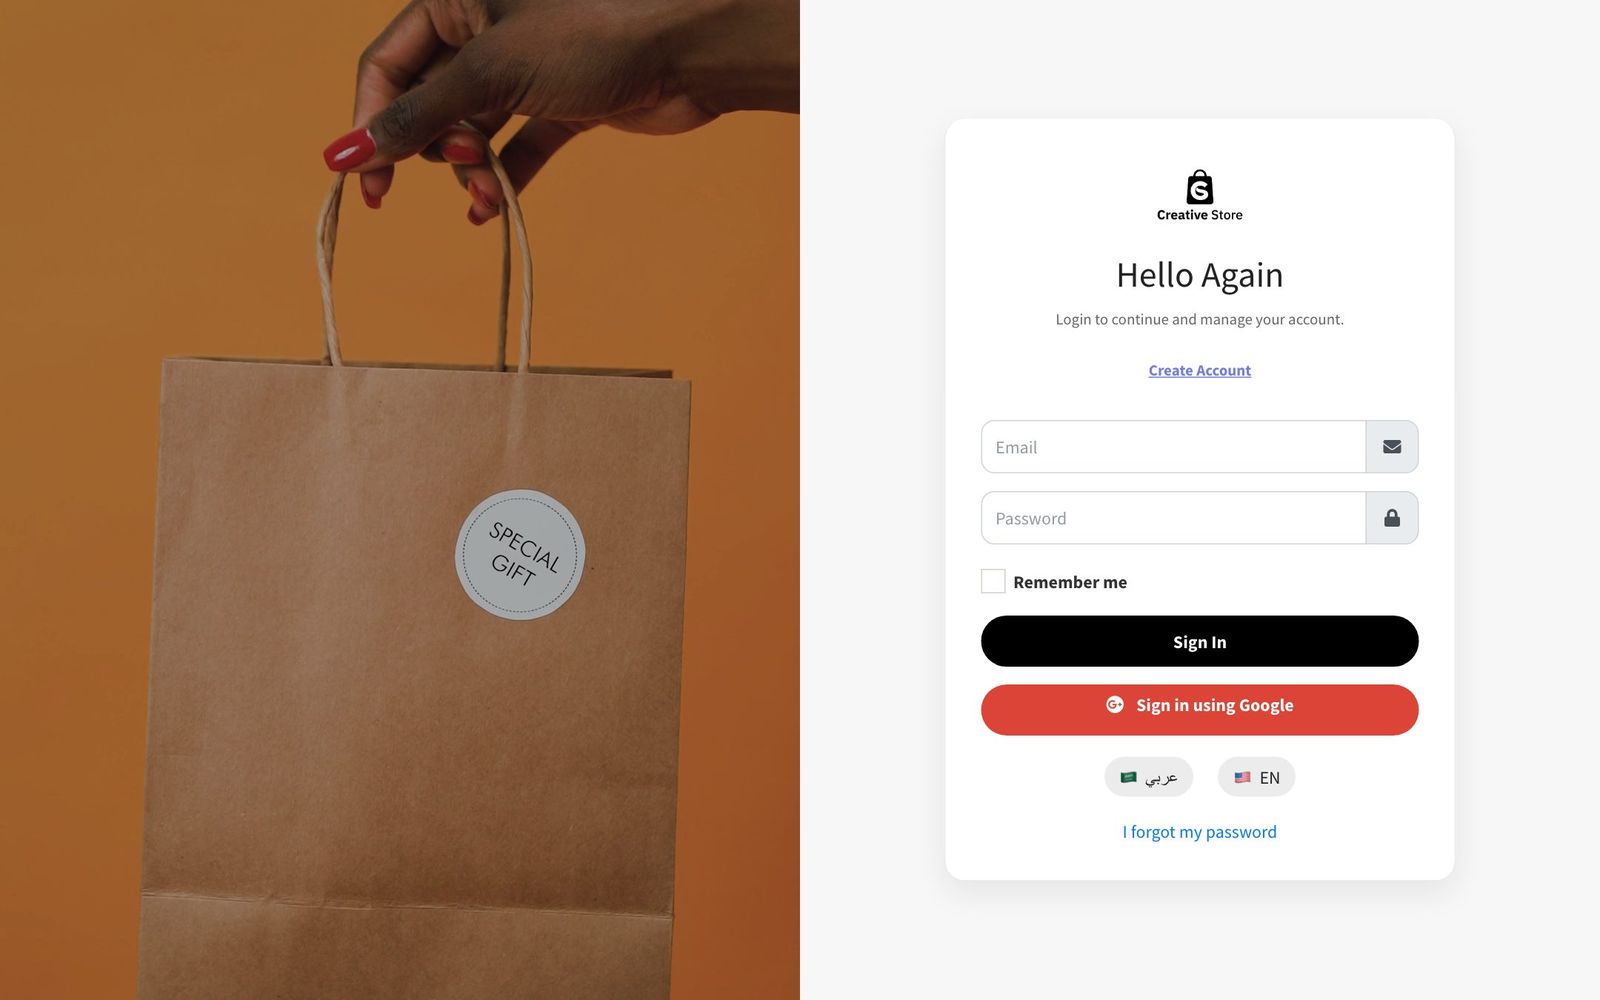 SPECIAL
GIFT
Creative Store
Hello Again
Login to continue and manage your account.
Create Account
Email
Password
Remember me
Sign In
Sign in using Google
عربي
EN
I forgot my password